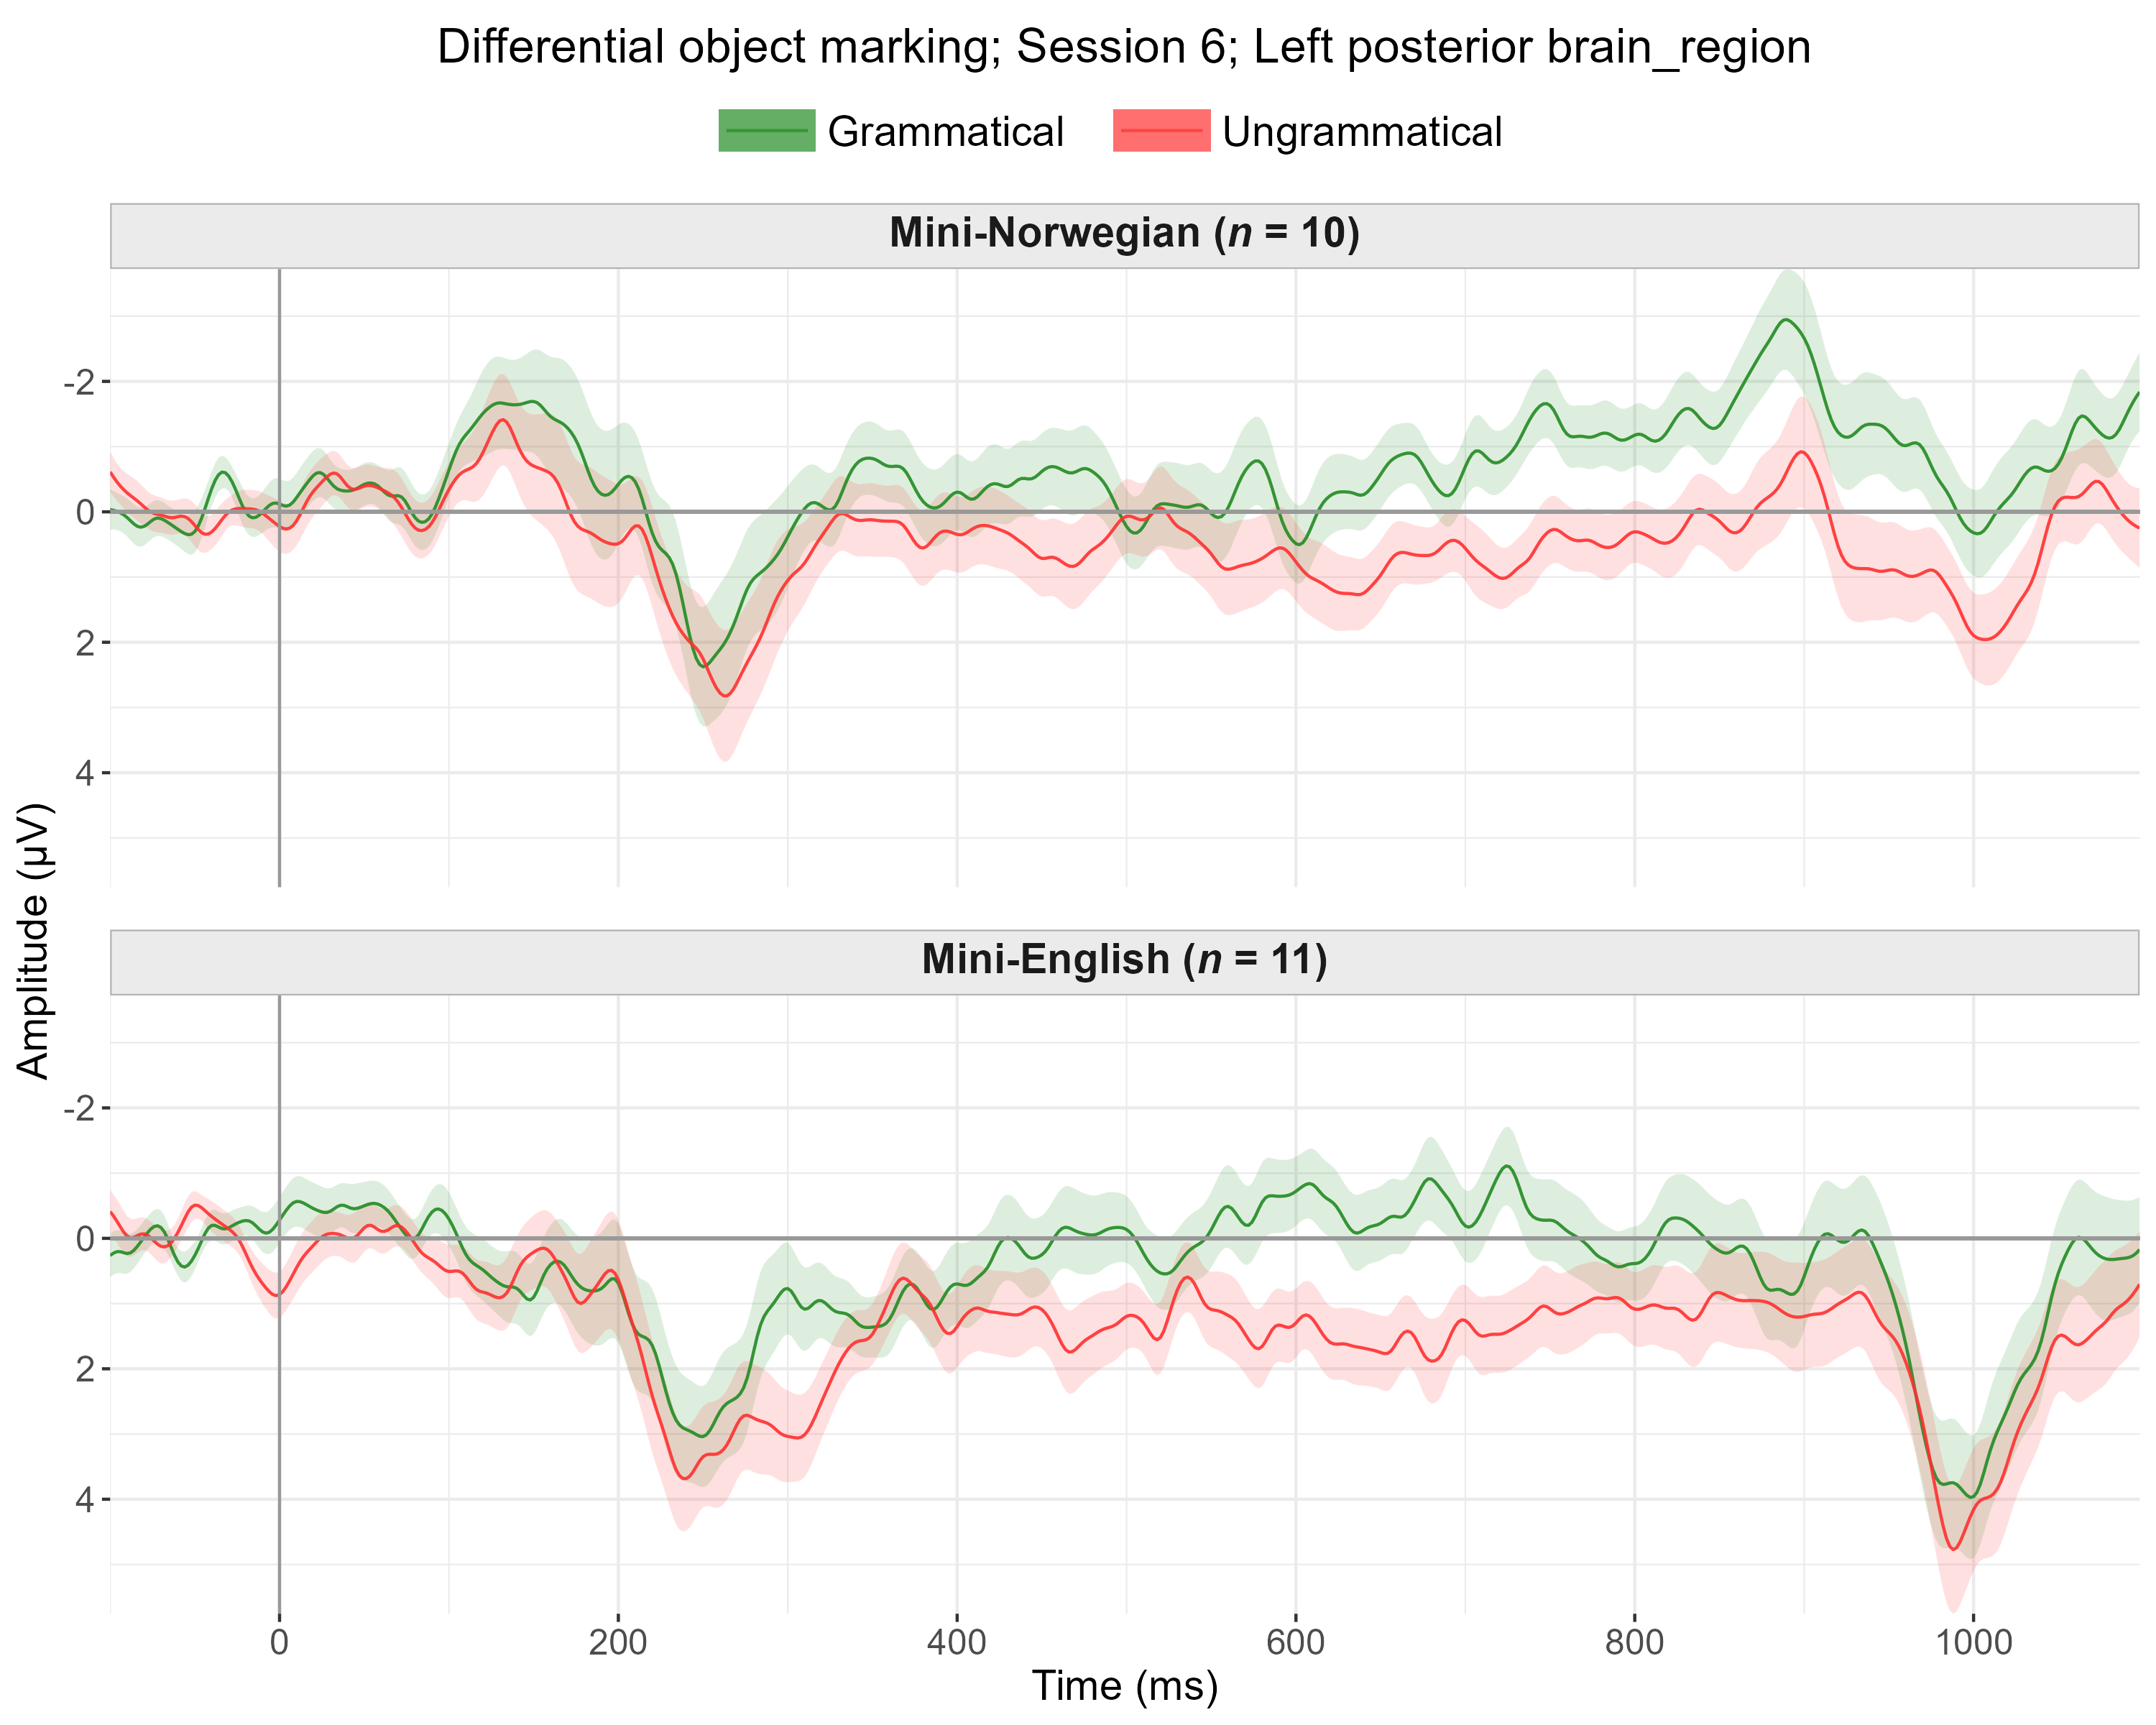 Differential object marking; Session 6; Left posterior brain_region
Grammatical Ungrammatical
Mini-Norwegian (n = 10)
-2
0
2
4
Amplitude (µV)
Mini-English (n = 11)
-2
0
2
4
0 200 400 600 800 1000
Time (ms)